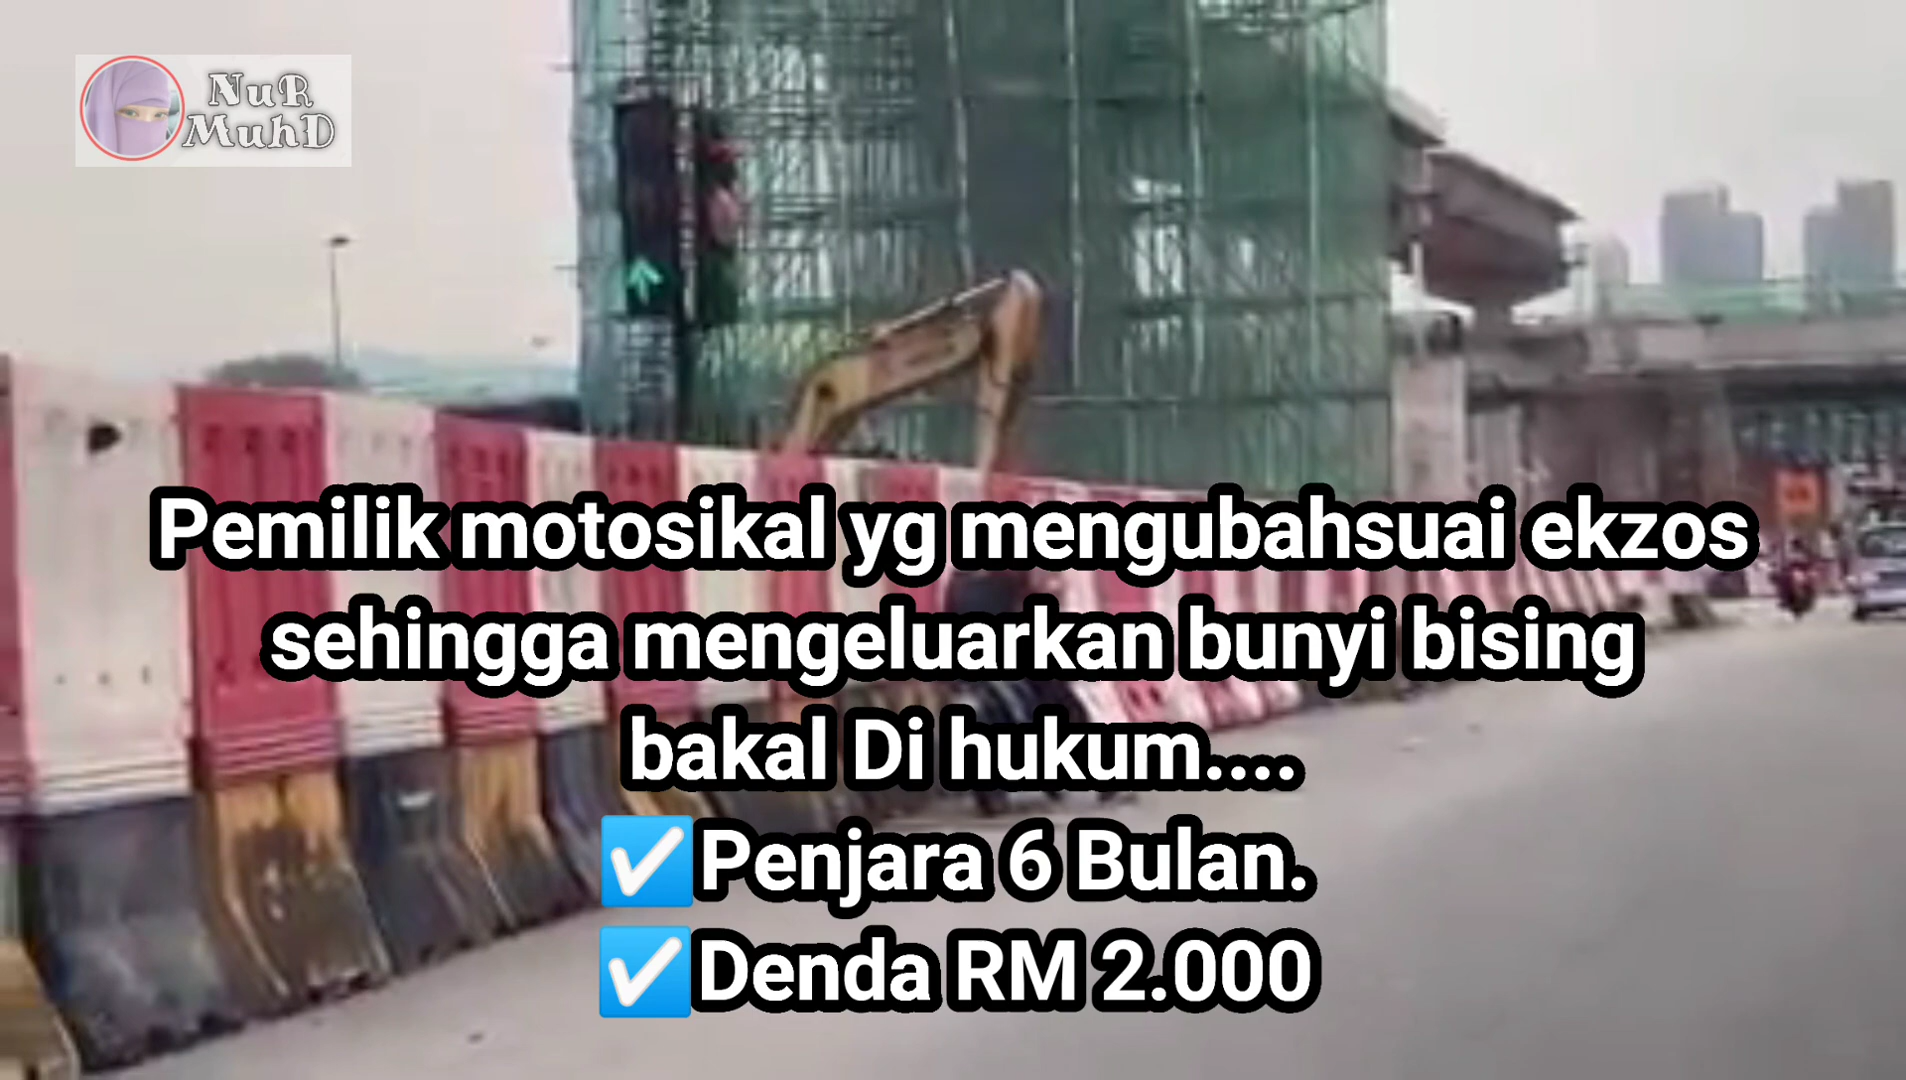 NuR
MuhD
Pemilik motosikal yg mengubahsuai ekzos
sehingga mengeluarkan bunyi bising
bakal Di hukum....
✅Penjara 6 Bulan.
✅Denda RM 2.000